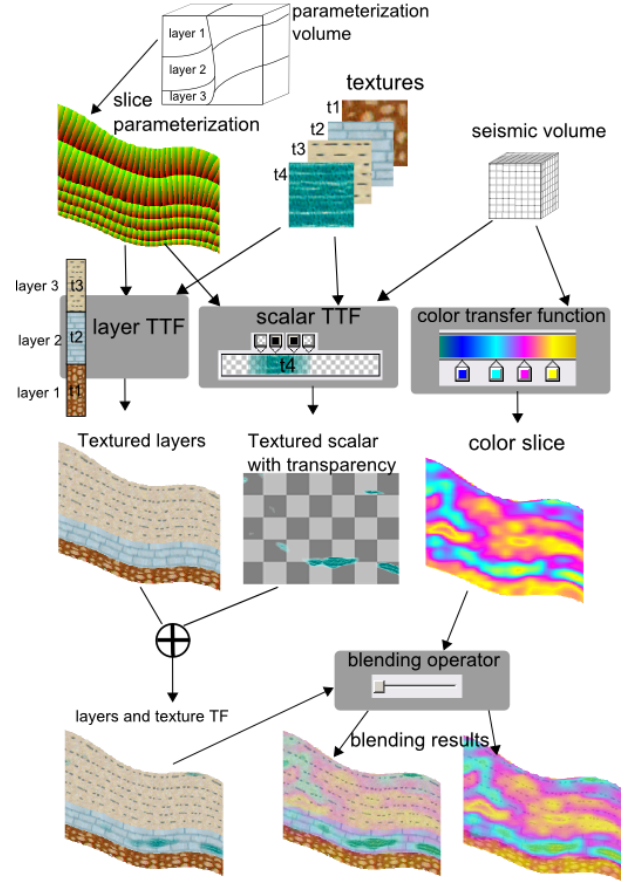 parameterization
volume
layer 1
layer 2
layer 3
slice
parameterization
textures
t1
t2
t3
t4
seismic volume
layer 3
layer 2
layer 1
t3
t2
t1
layer TTF
scalar TTF
t4
color transfer function
Textured layers
Textured scalar
with transparency
color slice
blending operator
layers and texture TF
blending results